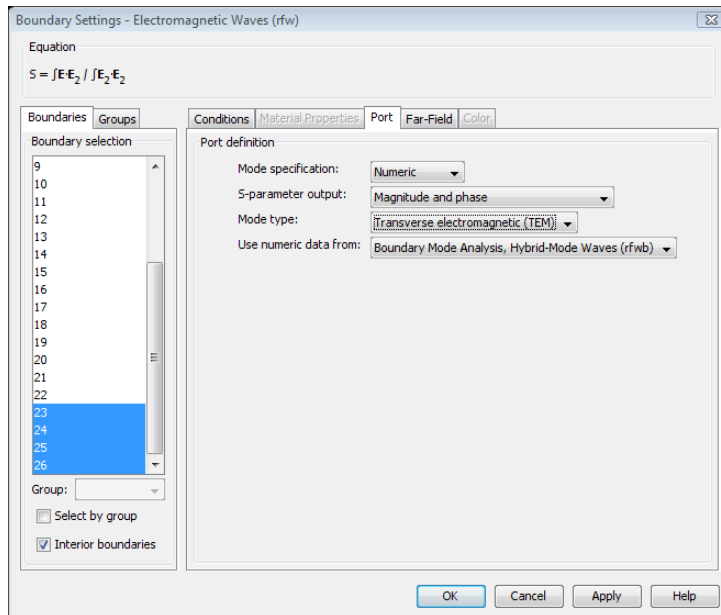 Boundary Settings - Electromagnetic Waves (rfw)
Equation
S = ∫E·E₂ / ∫E₂·E₂
Boundaries Groups
Boundary selection
9
10
11
12
13
14
15
16
17
18
19
20
21
22
23
24
25
26
Group:
Select by group
Interior boundaries
Conditions Material Properties Port Far-Field Color
Port definition
Mode specification: Numeric
S-parameter output: Magnitude and phase
Mode type: Transverse electromagnetic (TEM)
Use numeric data from: Boundary Mode Analysis, Hybrid-Mode Waves (rfwb)
OK Cancel Apply Help